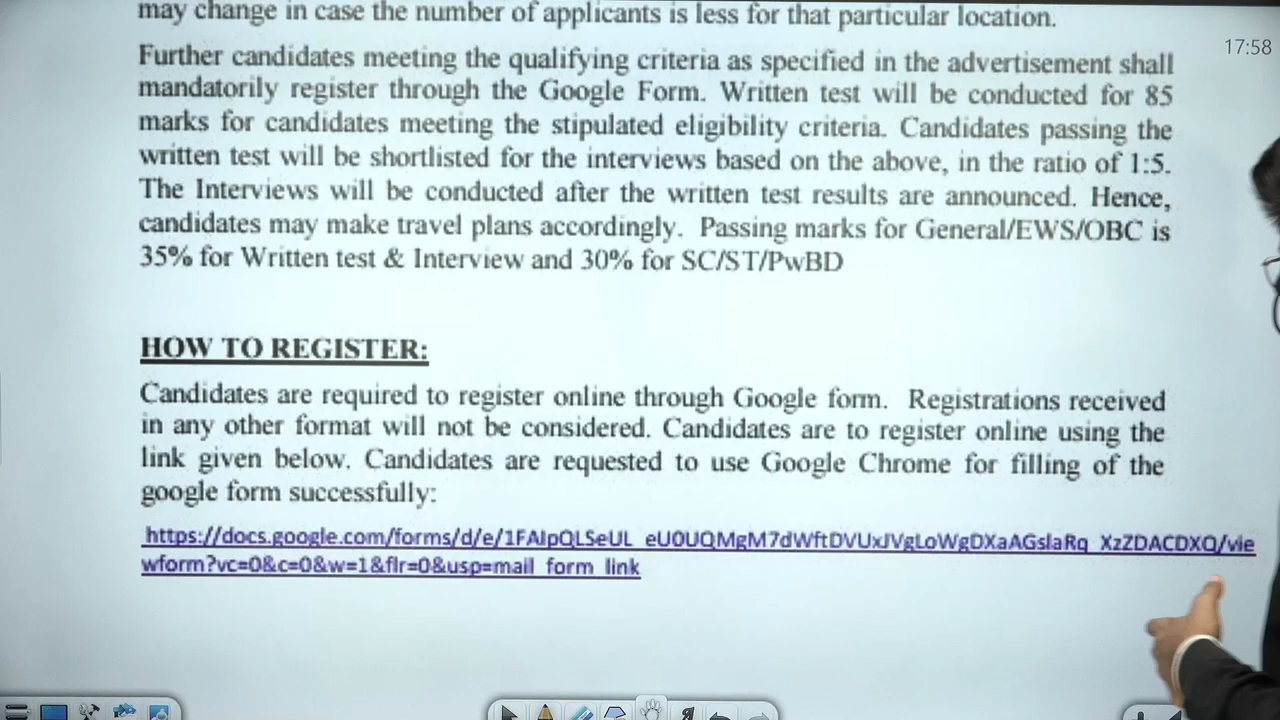 may change in case the number of applicants is less for that particular location.
17:58
Further candidates meeting the qualifying criteria as specified in the advertisement shall
mandatorily register through the Google Form. Written test will be conducted for 85
marks for candidates meeting the stipulated eligibility criteria. Candidates passing the
written test will be shortlisted for the interviews based on the above, in the ratio of 1:5.
The Interviews will be conducted after the written test results are announced. Hence,
candidates may make travel plans accordingly. Passing marks for General/EWS/OBC is
35% for Written test & Interview and 30% for SC/ST/PwBD
HOW TO REGISTER:
Candidates are required to register online through Google form. Registrations received
in any other format will not be considered. Candidates are to register online using the
link given below. Candidates are requested to use Google Chrome for filling of the
google form successfully:
https://docs.google.com/forms/d/e/1FAIpQLSeUL_eU0UQMgM7dWftDVUxJVgLoWgDXaAGslaRq_XzZDACDXQ/vie
wform?vc=0&c=0&w=1&flr=0&usp=mail_form_link